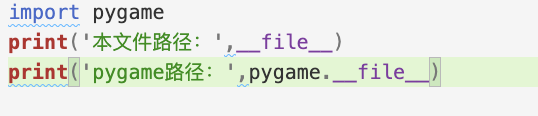 import pygame
print('本文件路径：',__file__)
print('pygame路径：',pygame.__file__)